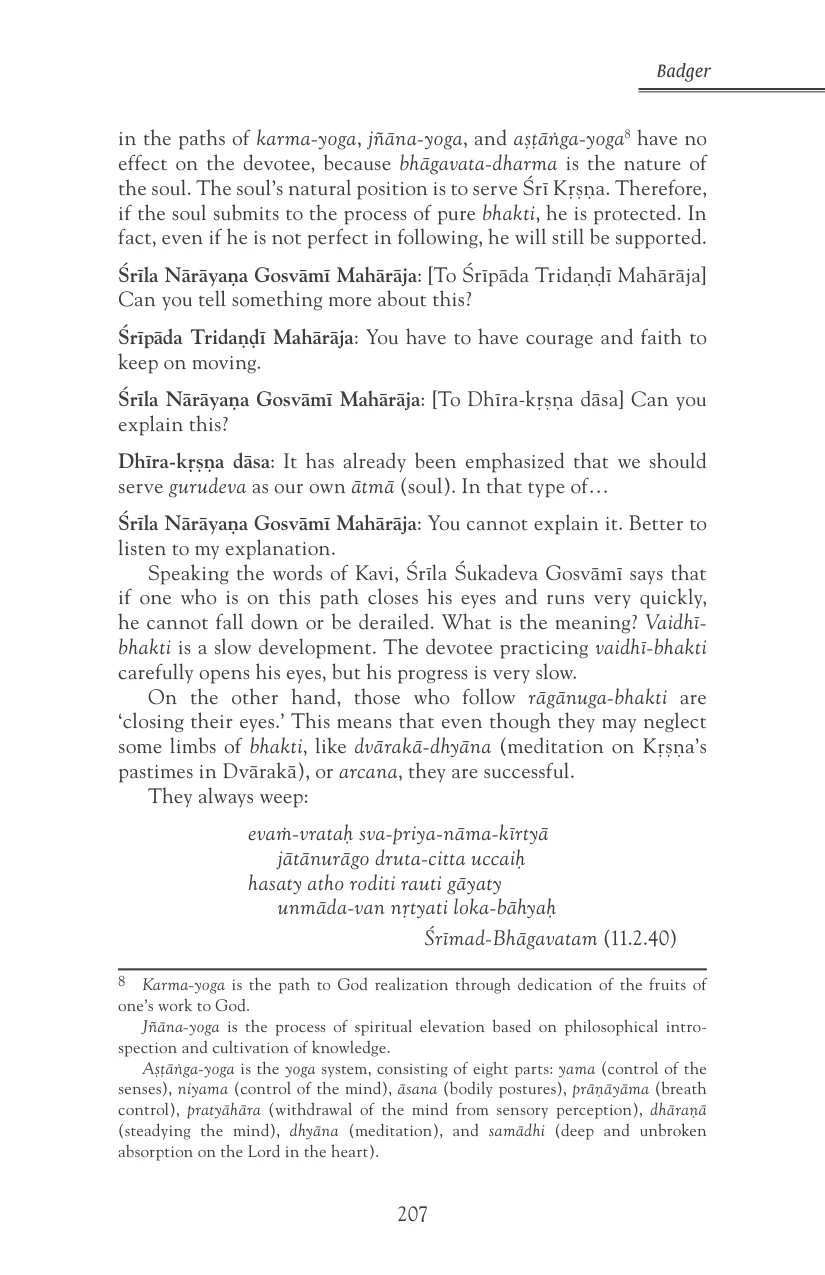 Badger
in the paths of karma-yoga, jñāna-yoga, and aṣṭāṅga-yoga8 have no
effect on the devotee, because bhāgavata-dharma is the nature of
the soul. The soul’s natural position is to serve Śrī Kṛṣṇa. Therefore,
if the soul submits to the process of pure bhakti, he is protected. In
fact, even if he is not perfect in following, he will still be supported.
Śrīla Nārāyaṇa Gosvāmī Mahārāja: [To Śrīpāda Tridaṇḍī Mahārāja]
Can you tell something more about this?
Śrīpāda Tridaṇḍī Mahārāja: You have to have courage and faith to
keep on moving.
Śrīla Nārāyaṇa Gosvāmī Mahārāja: [To Dhīra-kṛṣṇa dāsa] Can you
explain this?
Dhīra-kṛṣṇa dāsa: It has already been emphasized that we should
serve gurudeva as our own ātmā (soul). In that type of…
Śrīla Nārāyaṇa Gosvāmī Mahārāja: You cannot explain it. Better to
listen to my explanation.
Speaking the words of Kavi, Śrīla Śukadeva Gosvāmī says that
if one who is on this path closes his eyes and runs very quickly,
he cannot fall down or be derailed. What is the meaning? Vaidhī-
bhakti is a slow development. The devotee practicing vaidhī-bhakti
carefully opens his eyes, but his progress is very slow.
On the other hand, those who follow rāgānuga-bhakti are
‘closing their eyes.’ This means that even though they may neglect
some limbs of bhakti, like dvārakā-dhyāna (meditation on Kṛṣṇa’s
pastimes in Dvārakā), or arcana, they are successful.
They always weep:
evaṁ-vrataḥ sva-priya-nāma-kīrtyā
jātānurāgo druta-citta uccaiḥ
hasaty atho roditi rauti gāyaty
unmāda-van nṛtyati loka-bāhyaḥ
Śrīmad-Bhāgavatam (11.2.40)
8 Karma-yoga is the path to God realization through dedication of the fruits of
one’s work to God.
Jñāna-yoga is the process of spiritual elevation based on philosophical intro-
spection and cultivation of knowledge.
Aṣṭāṅga-yoga is the yoga system, consisting of eight parts: yama (control of the
senses), niyama (control of the mind), āsana (bodily postures), prāṇāyāma (breath
control), pratyāhāra (withdrawal of the mind from sensory perception), dhāraṇā
(steadying the mind), dhyāna (meditation), and samādhi (deep and unbroken
absorption on the Lord in the heart).
207